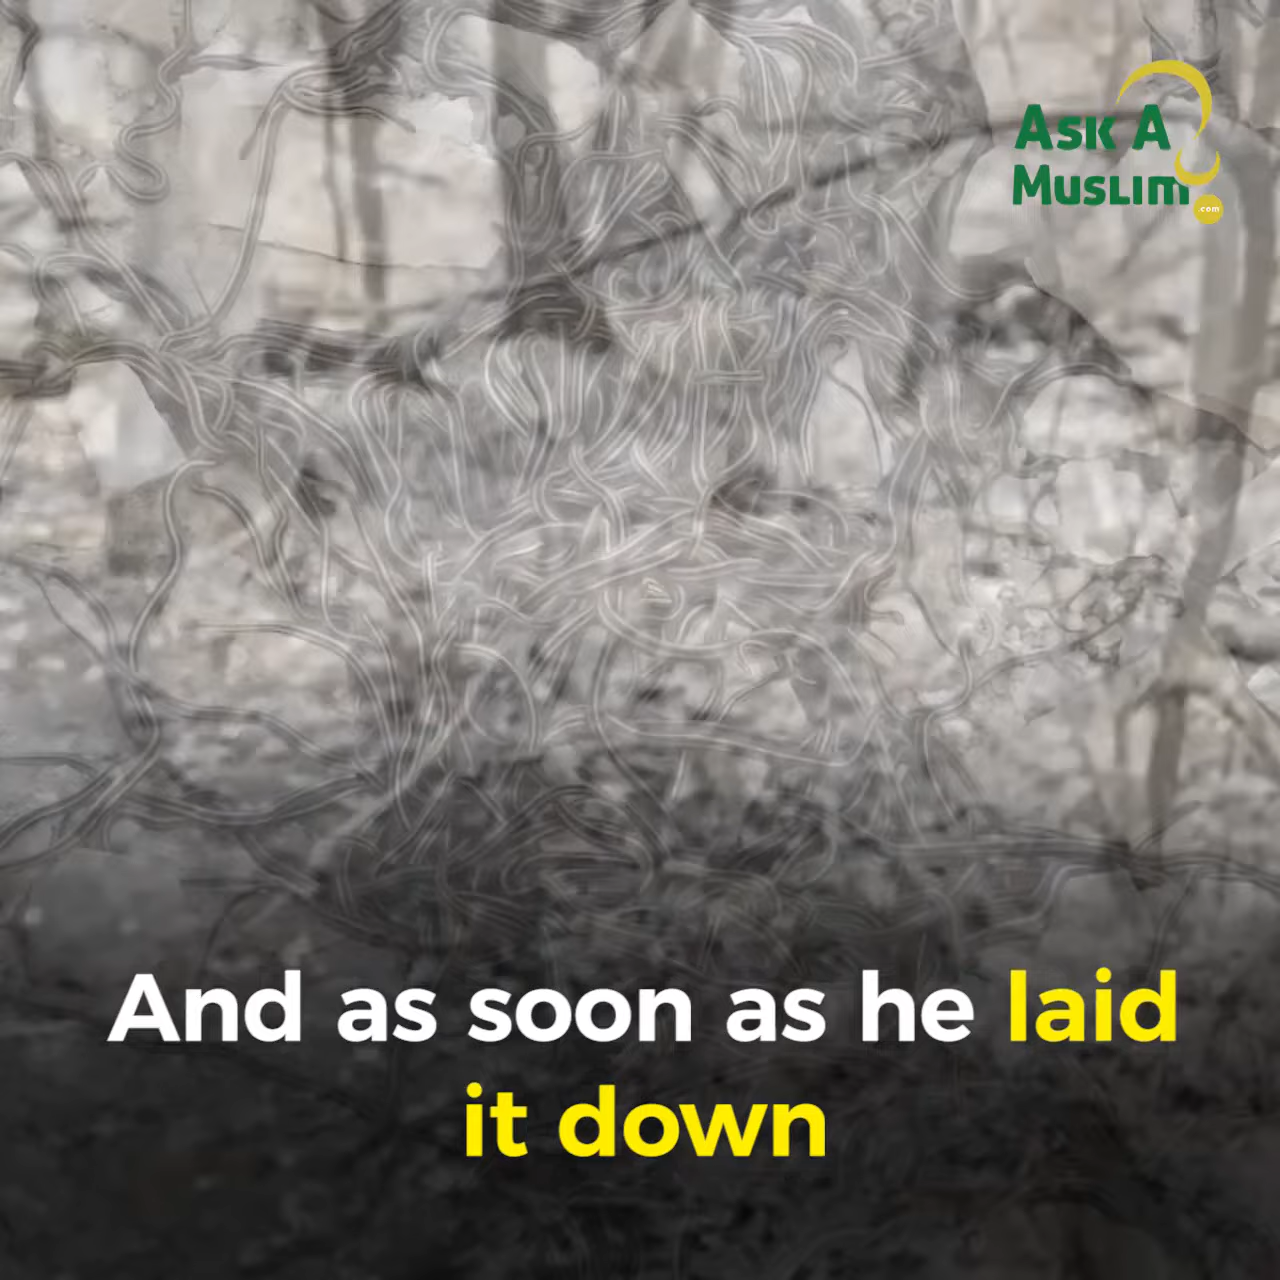 Ask A
Muslim
.com
And as soon as he laid
it down